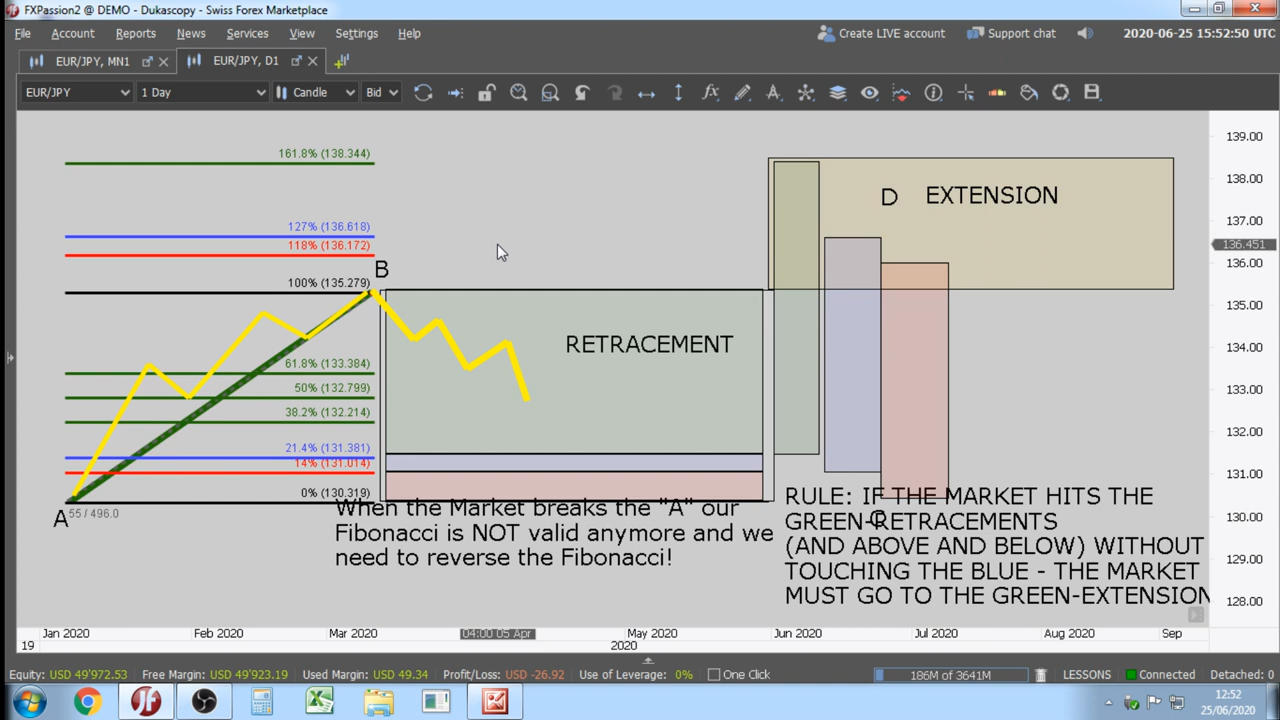 FXPassion2 @ DEMO - Dukascopy - Swiss Forex Marketplace
File Account Reports News Services View Settings Help
Create LIVE account Support chat 2020-06-25 15:52:50 UTC
EUR/JPY, MN1 EUR/JPY, D1
EUR/JPY 1 Day Candle Bid
139.00
138.00
137.00
136.451
136.00
135.00
134.00
133.00
132.00
131.00
130.00
129.00
128.00
161.8% (138.344)
127% (136.618)
118% (136.172)
100% (135.279)
61.8% (133.384)
50% (132.799)
38.2% (132.214)
21.4% (131.381)
14% (131.014)
0% (130.319)
A
55 / 496.0
B
RETRACEMENT
D EXTENSION
C
When the Market breaks the "A" our
Fibonacci is NOT valid anymore and we
need to reverse the Fibonacci!
RULE: IF THE MARKET HITS THE
GREEN-RETRACEMENTS
(AND ABOVE AND BELOW) WITHOUT
TOUCHING THE BLUE - THE MARKET
MUST GO TO THE GREEN-EXTENSION
Jan 2020 Feb 2020 Mar 2020 04:00 05 Apr May 2020 Jun 2020 Jul 2020 Aug 2020 Sep
19 2020
Equity: USD 49'972.53 Free Margin: USD 49'923.19 Used Margin: USD 49.34 Profit/Loss: USD -26.92 Use of Leverage: 0% One Click 186M of 3641M LESSONS Connected Detached: 0
12:52
25/06/2020